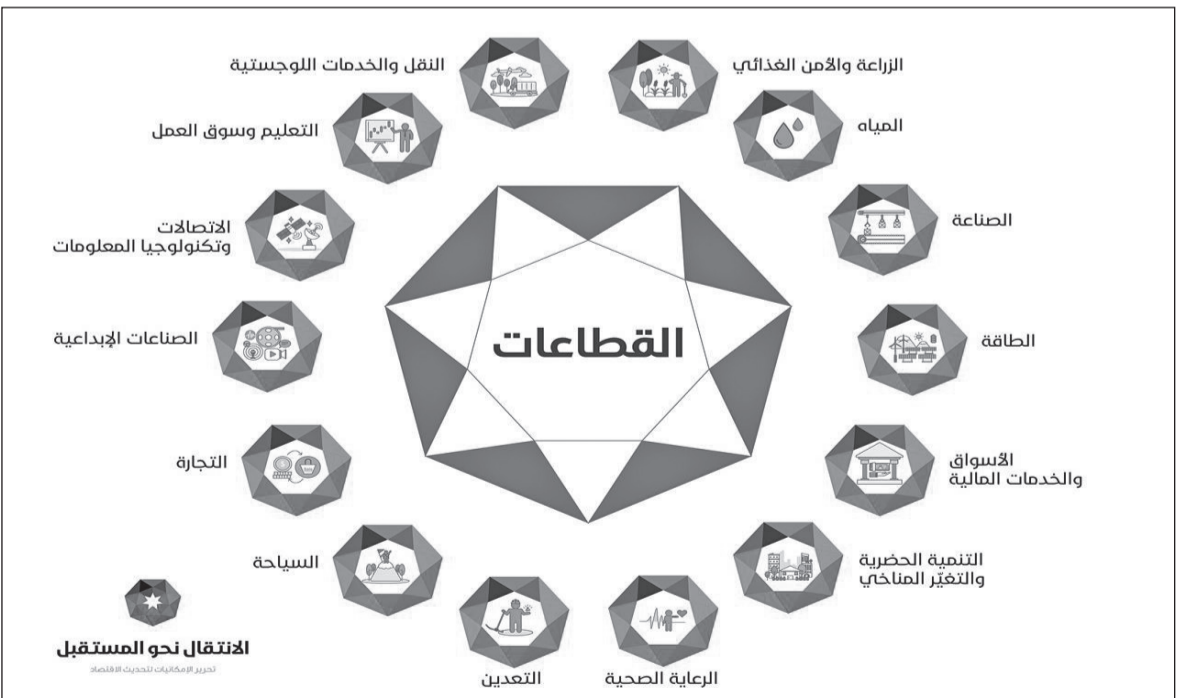 القطاعات
الزراعة والأمن الغذائي
المياه
الصناعة
الطاقة
الأسواق
والخدمات المالية
التنمية الحضرية
والتغيّر المناخي
الرعاية الصحية
التعدين
السياحة
التجارة
الصناعات الإبداعية
الاتصالات
وتكنولوجيا المعلومات
التعليم وسوق العمل
النقل والخدمات اللوجستية
الانتقال نحو المستقبل
تحرير الإمكانيات لتحديث الاقتصاد